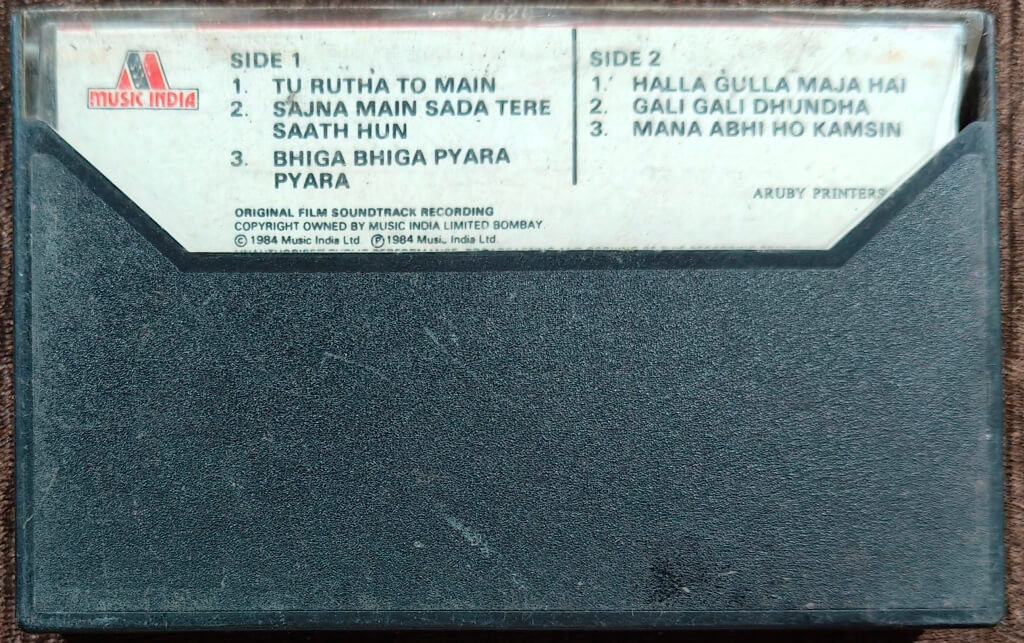 MUSIC INDIA
SIDE 1
1. TU RUTHA TO MAIN
2. SAJNA MAIN SADA TERE
SAATH HUN
3. BHIGA BHIGA PYARA
PYARA
ORIGINAL FILM SOUNDTRACK RECORDING
COPYRIGHT OWNED BY MUSIC INDIA LIMITED BOMBAY.
Ⓒ 1984 Music India Ltd. Ⓟ 1984 Music India Ltd.
SIDE 2
1. HALLA GULLA MAJA HAI
2. GALI GALI DHUNDHA
3. MANA ABHI HO KAMSIN
ARUBY PRINTERS